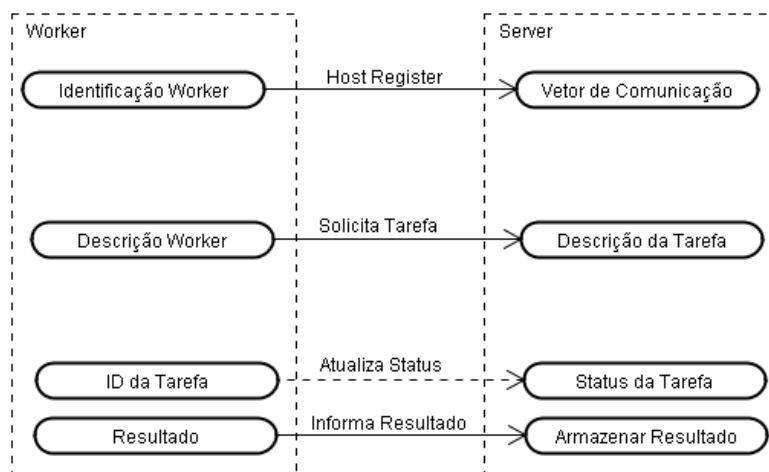 Worker
Server
Identificação Worker
Host Register
Vetor de Comunicação
Descrição Worker
Solicita Tarefa
Descrição da Tarefa
ID da Tarefa
Atualiza Status
Status da Tarefa
Resultado
Informa Resultado
Armazenar Resultado